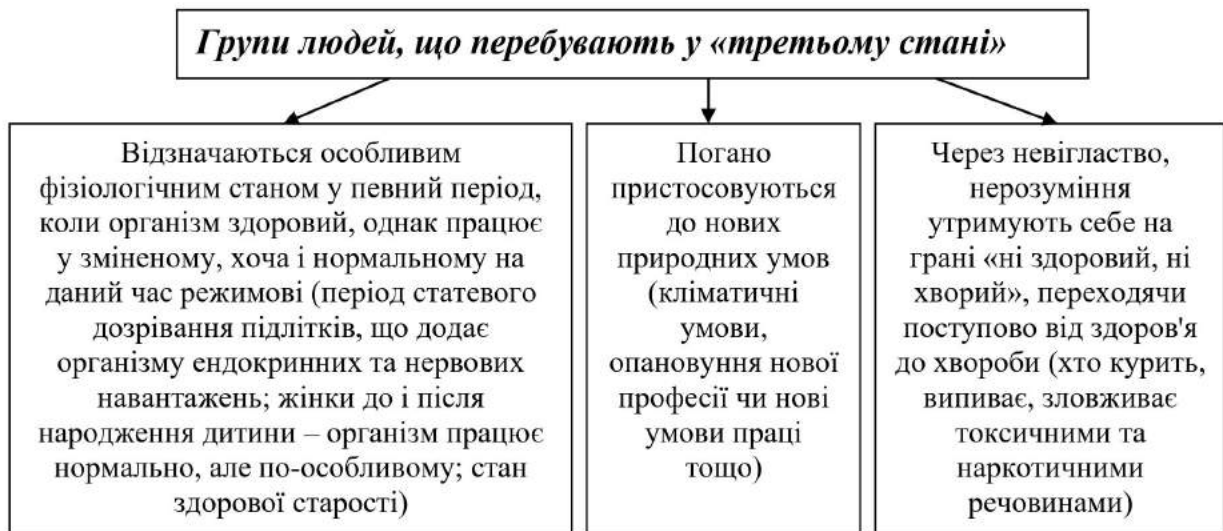 Групи людей, що перебувають у «третьому стані»
Відзначаються особливим
фізіологічним станом у певний період,
коли організм здоровий, однак працює
у зміненому, хоча і нормальному на
даний час режимові (період статевого
дозрівання підлітків, що додає
організму ендокринних та нервових
навантажень; жінки до і після
народження дитини – організм працює
нормально, але по-особливому; стан
здорової старості)
Погано
пристосовуються
до нових
природних умов
(кліматичні
умови,
опановуння нової
професії чи нові
умови праці
тощо)
Через невігластво,
нерозуміння
утримують себе на
грані «ні здоровий, ні
хворий», переходячи
поступово від здоров'я
до хвороби (хто курить,
випиває, зловживає
токсичними та
наркотичними
речовинами)